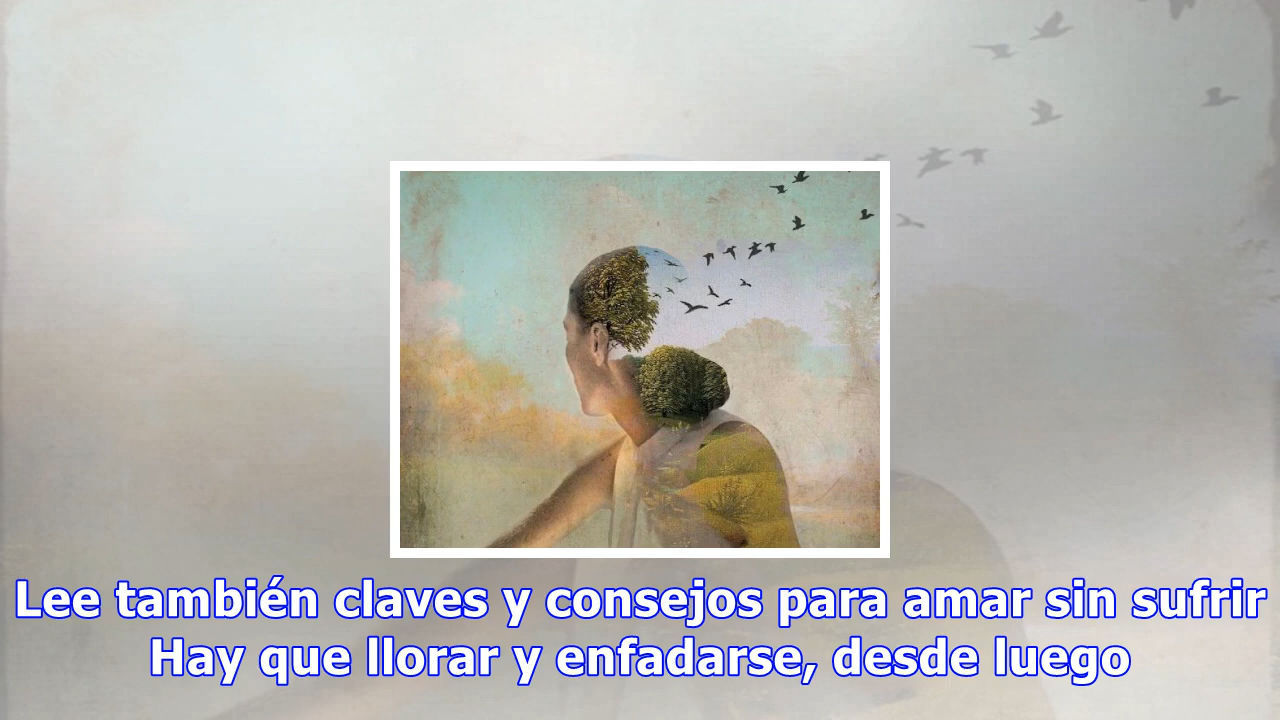 Lee también claves y consejos para amar sin sufrir
Hay que llorar y enfadarse, desde luego